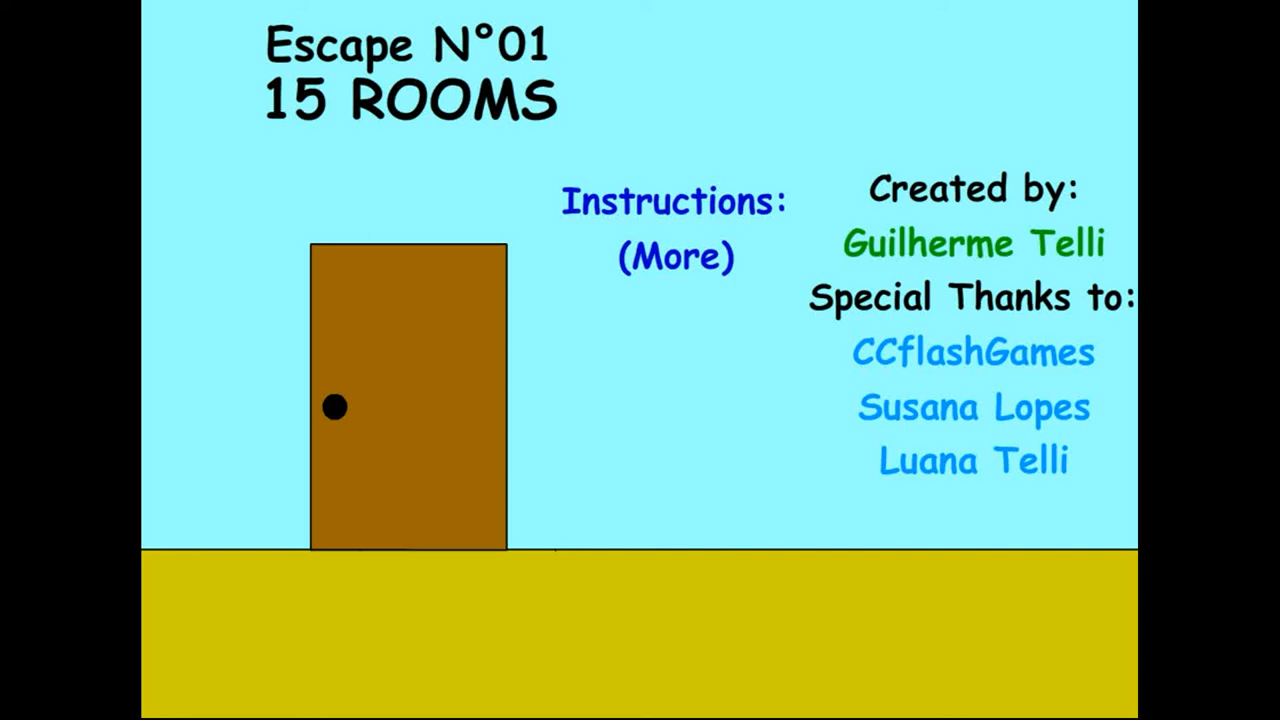 Escape N°01
15 ROOMS
Instructions:
(More)
Created by:
Guilherme Telli
Special Thanks to:
CCflashGames
Susana Lopes
Luana Telli